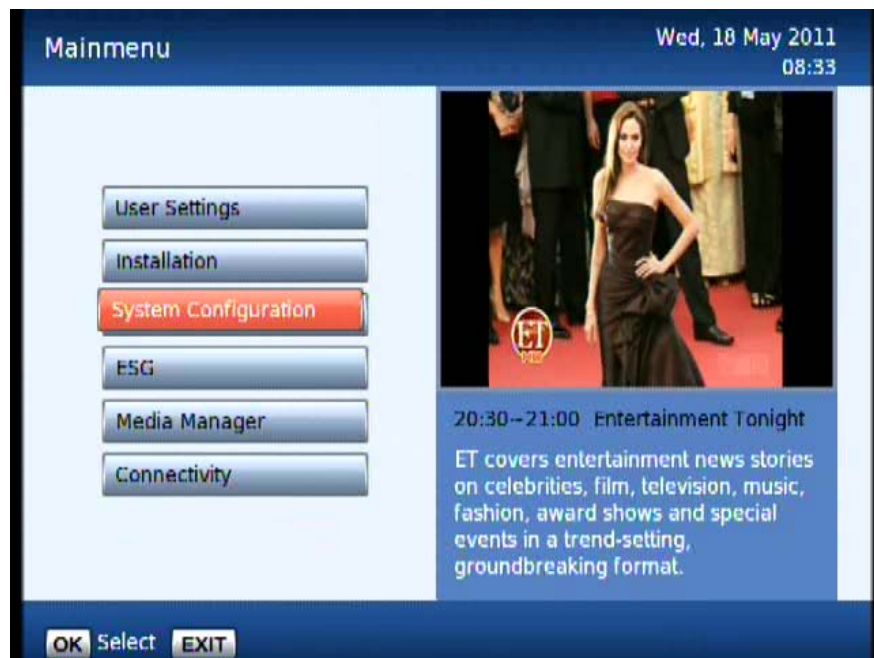 Mainmenu
Wed, 18 May 2011
08:33
User Settings
Installation
System Configuration
ESG
Media Manager
Connectivity
ET
20:30~21:00 Entertainment Tonight
ET covers entertainment news stories
on celebrities, film, television, music,
fashion, award shows and special
events in a trend-setting,
groundbreaking format.
OK Select EXIT